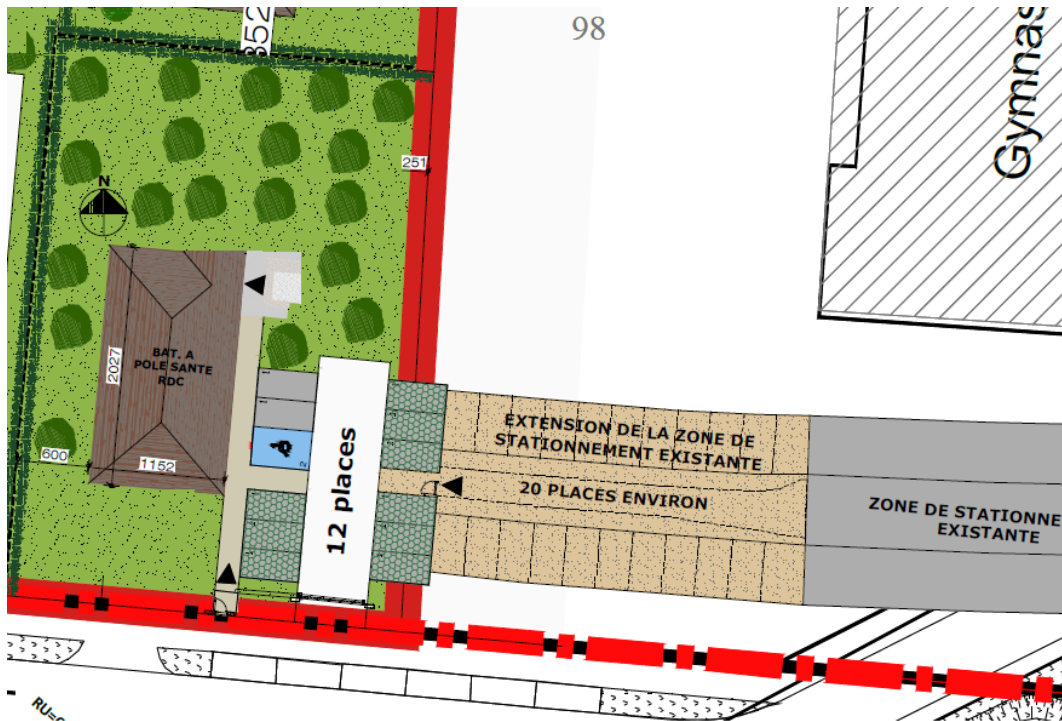 352
98
Gymnas
251
N
BAT. A
POLE SANTE
RDC
2027
600
1152
12 places
EXTENSION DE LA ZONE DE
STATIONNEMENT EXISTANTE
20 PLACES ENVIRON
ZONE DE STATIONNE
EXISTANTE